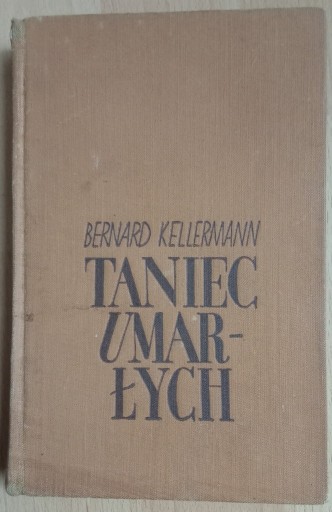 BERNARD KELLERMANN
TANIEC
UMAR-
ŁYCH